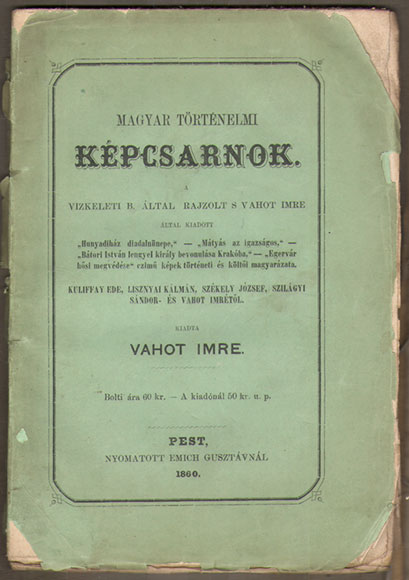 MAGYAR TÖRTÉNELMI
KÉPCSARNOK.
A
VIZKELETI B. ÁLTAL RAJZOLT S VAHOT IMRE
ÁLTAL KIADOTT
„Hunyadiház diadalünnepe,“ — „Mátyás az igazságos,“ —
„Bátori István lengyel király bevonulása Krakóba,“ — „Egervár
hősi megvédése“ czimü képek történeti és költői magyarázata.
KULIFFAY EDE, LISZNYAI KÁLMÁN, SZÉKELY JÓZSEF, SZILÁGYI
SÁNDOR- ÉS VAHOT IMRÉTŐL.
KIADTA
VAHOT IMRE.
Bolti ára 60 kr. — A kiadónál 50 kr. u. p.
PEST,
NYOMATOTT EMICH GUSZTÁVNÁL
1860.